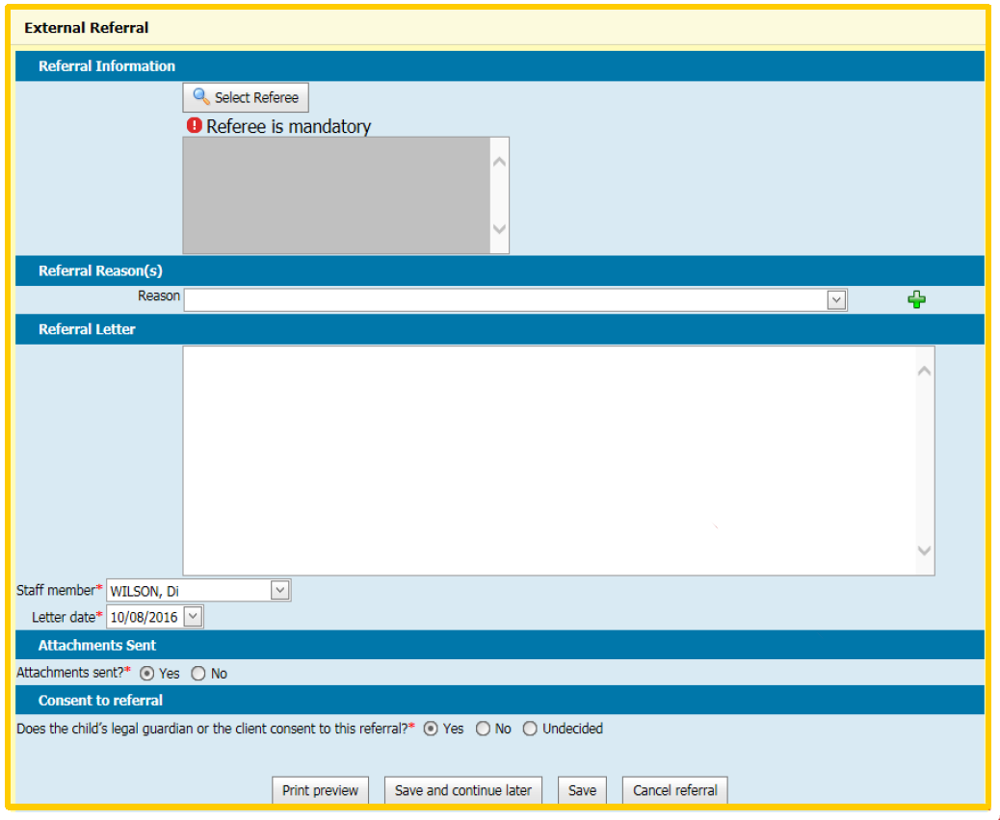 External Referral
Referral Information
Select Referee
Referee is mandatory
Referral Reason(s)
Reason
Referral Letter
Staff member* WILSON, Di
Letter date* 10/08/2016
Attachments Sent
Attachments sent?* Yes No
Consent to referral
Does the child's legal guardian or the client consent to this referral?* Yes No Undecided
Print preview Save and continue later Save Cancel referral